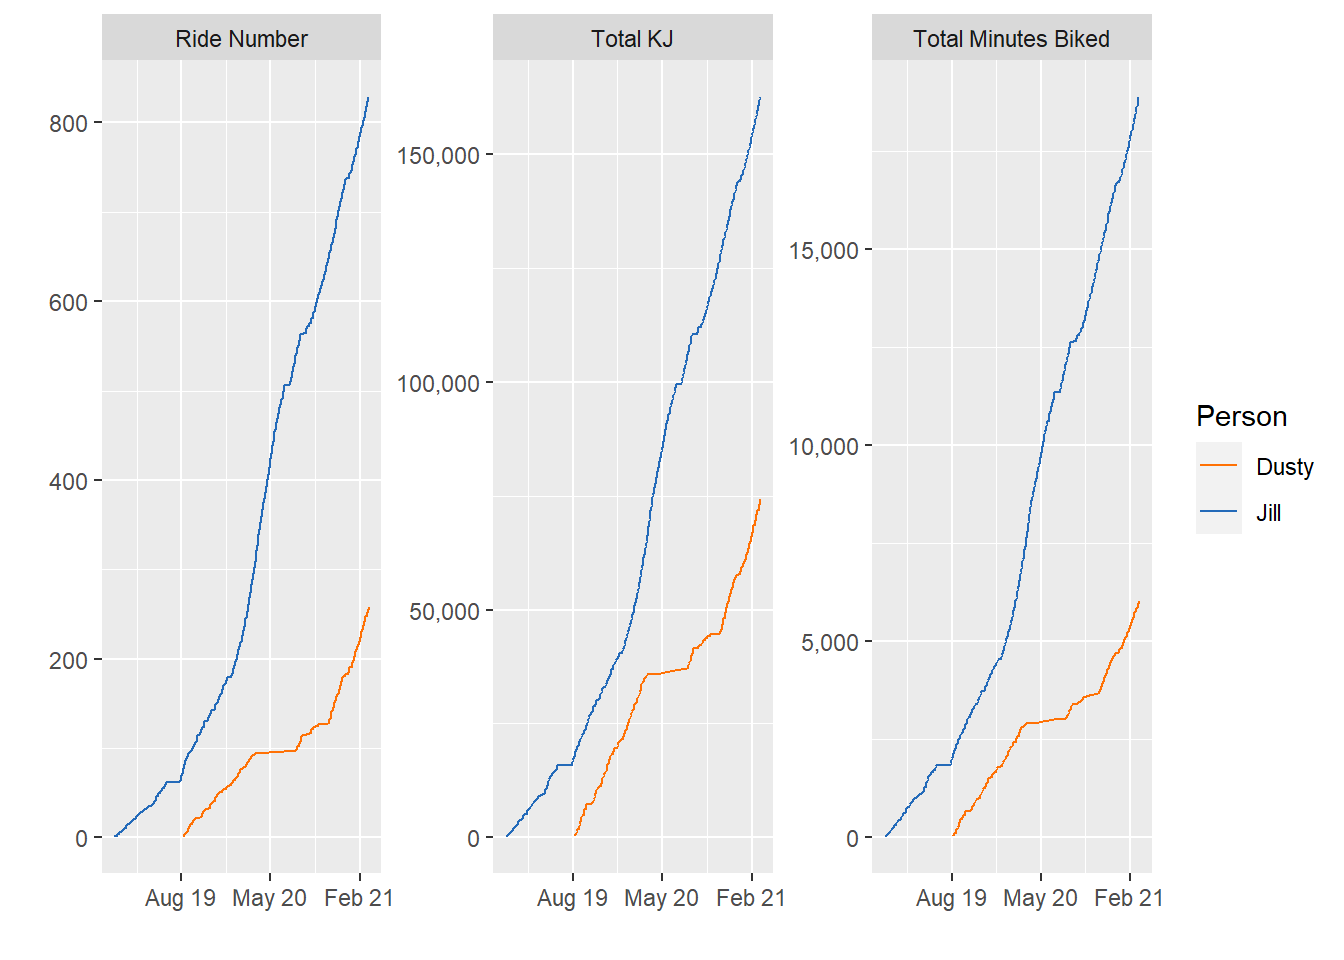 Ride Number
Total KJ
Total Minutes Biked
800
600
400
200
0
150,000
100,000
50,000
0
15,000
10,000
5,000
0
Aug 19 May 20 Feb 21
Aug 19 May 20 Feb 21
Aug 19 May 20 Feb 21
Person
Dusty
Jill